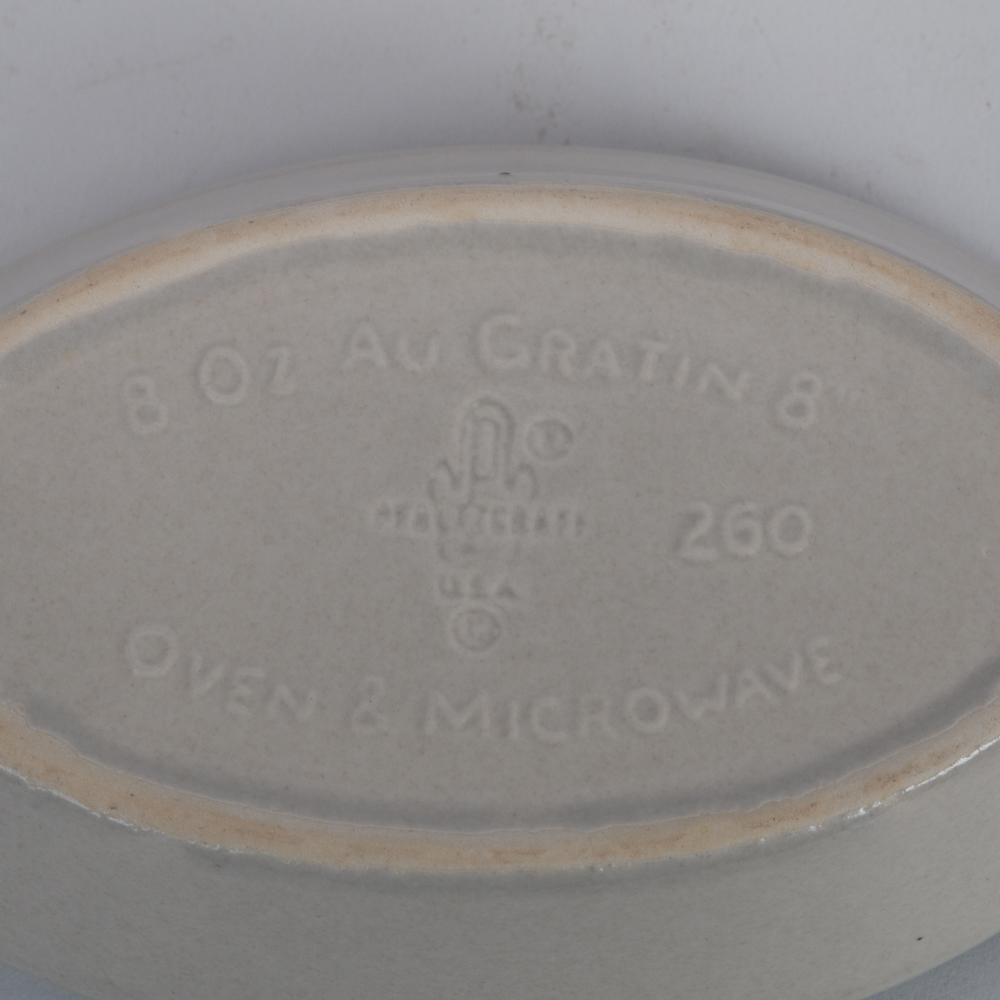 8 OZ AU GRATIN 8"
260
USA
OVEN & MICROWAVE